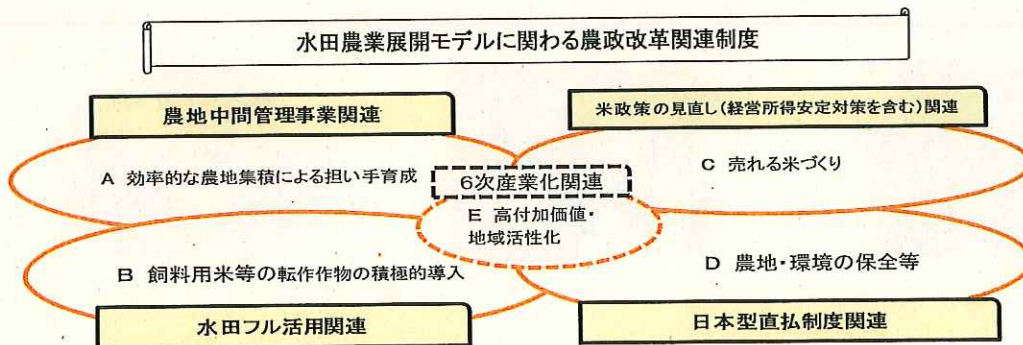 水田農業展開モデルに関わる農政改革関連制度
農地中間管理事業関連
米政策の見直し(経営所得安定対策を含む)関連
A 効率的な農地集積による担い手育成
C 売れる米づくり
6次産業化関連
E 高付加価値・
地域活性化
B 飼料用米等の転作作物の積極的導入
D 農地・環境の保全等
水田フル活用関連
日本型直払制度関連